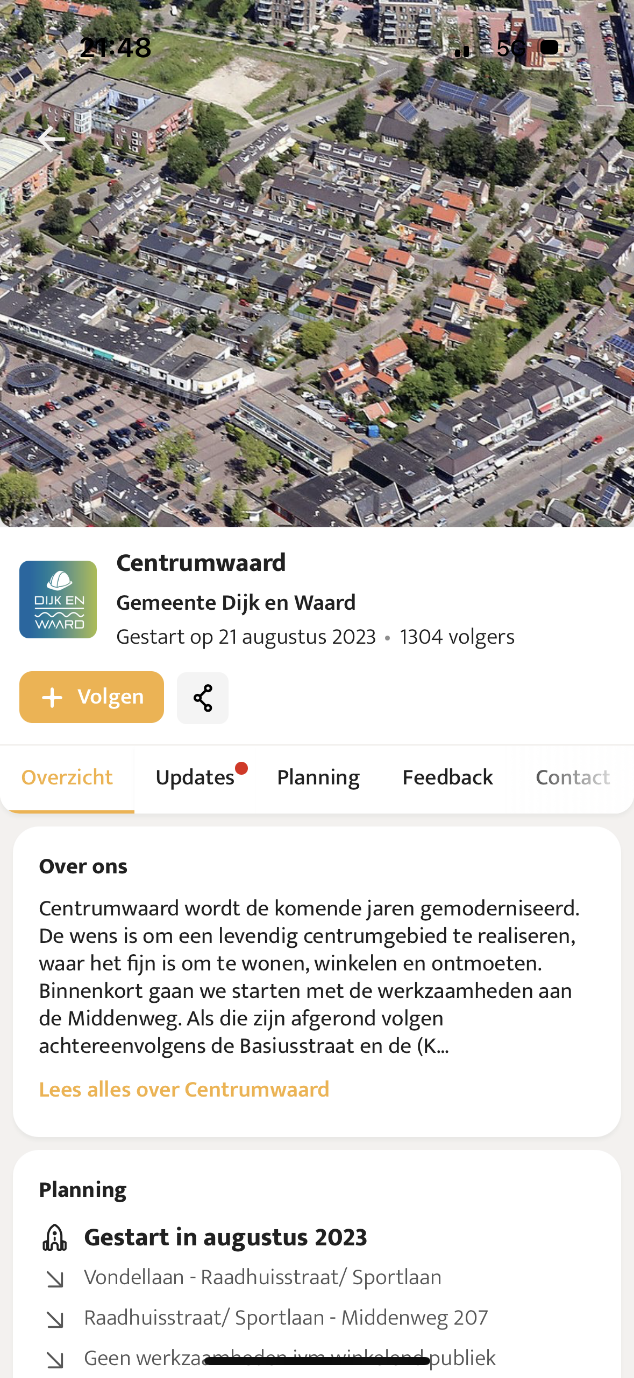 21:48
5G
DIJK EN
WAARD
Centrumwaard
Gemeente Dijk en Waard
Gestart op 21 augustus 2023 • 1304 volgers
+ Volgen
Overzicht Updates Planning Feedback Contact
Over ons
Centrumwaard wordt de komende jaren gemoderniseerd.
De wens is om een levendig centrumgebied te realiseren,
waar het fijn is om te wonen, winkelen en ontmoeten.
Binnenkort gaan we starten met de werkzaamheden aan
de Middenweg. Als die zijn afgerond volgen
achtereenvolgens de Basiusstraat en de (K...
Lees alles over Centrumwaard
Planning
Gestart in augustus 2023
Vondellaan - Raadhuisstraat/ Sportlaan
Raadhuisstraat/ Sportlaan - Middenweg 207
Geen werkzaamheden ivm winkelend publiek